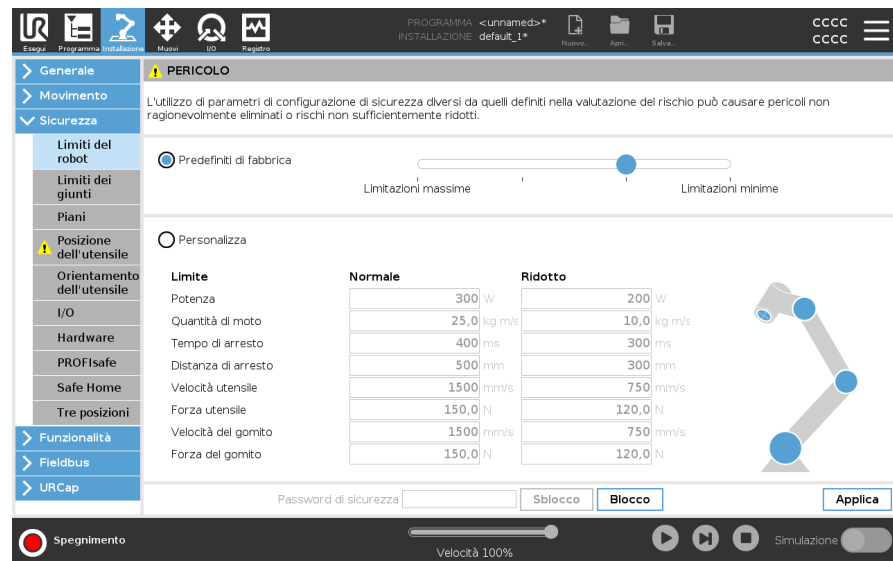 PROGRAMMA <unnamed>*
INSTALLAZIONE default_1*
UR
Esegui Programma Installazione Muovi I/O Registro
Nuovo... Apri... Salva...
CCCC
CCCC
Generale
Movimento
Sicurezza
Limiti del
robot
Limiti dei
giunti
Piani
Posizione
dell'utensile
Orientamento
dell'utensile
I/O
Hardware
PROFIsafe
Safe Home
Tre posizioni
Funzionalità
Fieldbus
URCap
PERICOLO
L'utilizzo di parametri di configurazione di sicurezza diversi da quelli definiti nella valutazione del rischio può causare pericoli non
ragionevolmente eliminati o rischi non sufficientemente ridotti.
Predefiniti di fabbrica
Limitazioni massime Limitazioni minime
Personalizza
Limite Normale Ridotto
Potenza 300 W 200 W
Quantità di moto 25,0 kg m/s 10,0 kg m/s
Tempo di arresto 400 ms 300 ms
Distanza di arresto 500 mm 300 mm
Velocità utensile 1500 mm/s 750 mm/s
Forza utensile 150,0 N 120,0 N
Velocità del gomito 1500 mm/s 750 mm/s
Forza del gomito 150,0 N 120,0 N
Password di sicurezza Sblocco Blocco Applica
Spegnimento
Velocità 100%
Simulazione